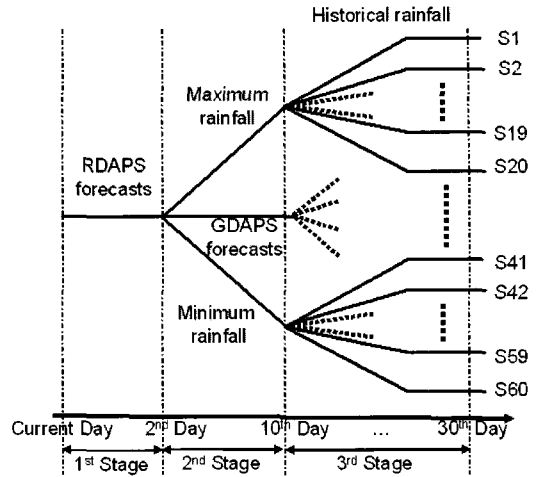 Historical rainfall
S1
S2
Maximum
rainfall
S19
S20
RDAPS
forecasts
GDAPS
forecasts
S41
S42
Minimum
rainfall
S59
S60
Current Day 2nd Day 10th Day ... 30th Day
1st Stage 2nd Stage 3rd Stage